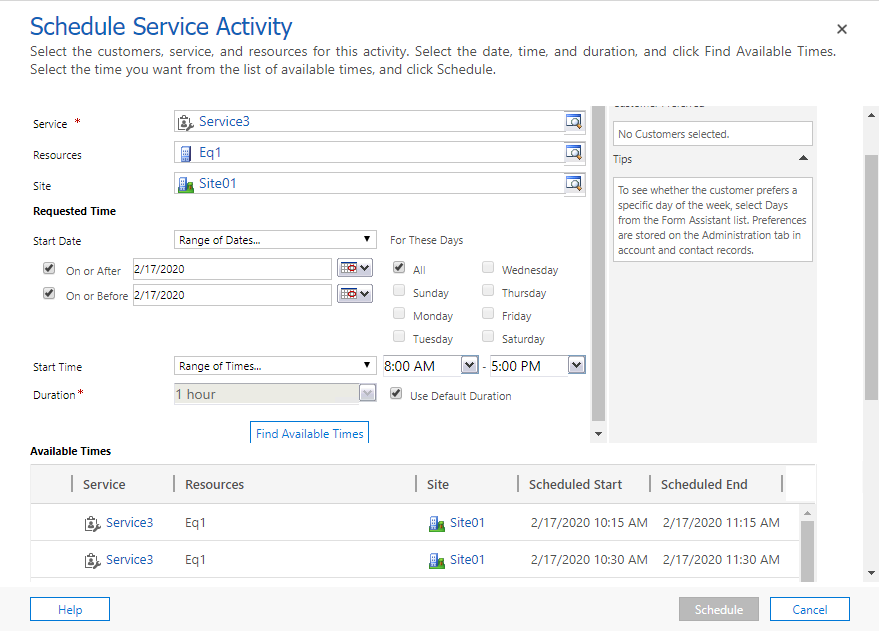 Schedule Service Activity
Select the customers, service, and resources for this activity. Select the date, time, and duration, and click Find Available Times.
Select the time you want from the list of available times, and click Schedule.
Service * Service3
Resources Eq1
Site Site01
Requested Time
Start Date Range of Dates... For These Days
On or After 2/17/2020 All Wednesday
On or Before 2/17/2020 Sunday Thursday
Monday Friday
Tuesday Saturday
Start Time Range of Times... 8:00 AM - 5:00 PM
Duration * 1 hour Use Default Duration
Find Available Times
No Customers selected.
Tips
To see whether the customer prefers a
specific day of the week, select Days
from the Form Assistant list. Preferences
are stored on the Administration tab in
account and contact records.
Available Times
Service Resources Site Scheduled Start Scheduled End
Service3 Eq1 Site01 2/17/2020 10:15 AM 2/17/2020 11:15 AM
Service3 Eq1 Site01 2/17/2020 10:30 AM 2/17/2020 11:30 AM
Help Schedule Cancel